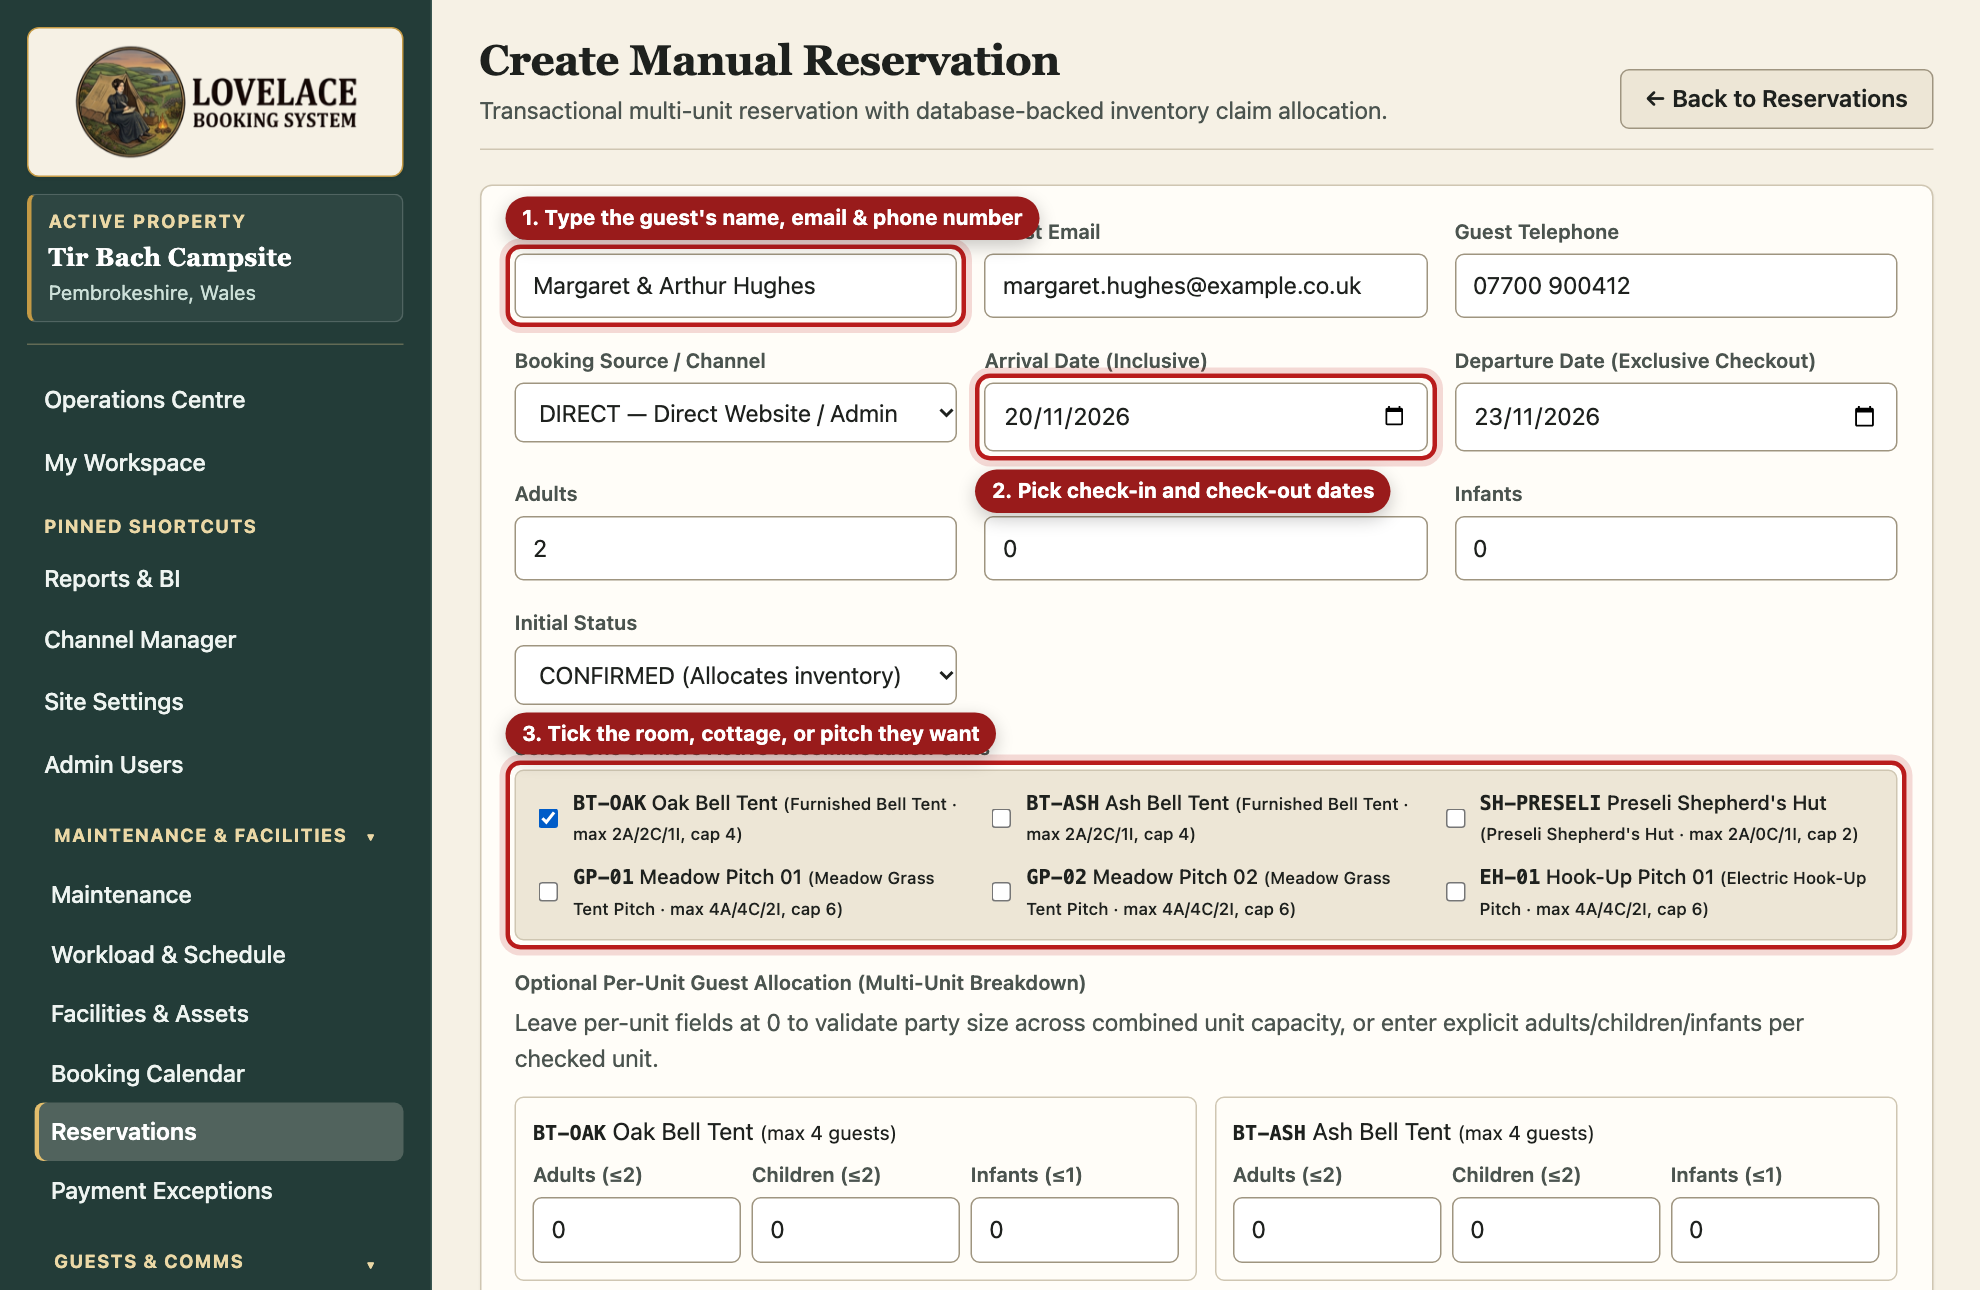 LOVELACE
BOOKING SYSTEM
ACTIVE PROPERTY
Tir Bach Campsite
Pembrokeshire, Wales
Operations Centre
My Workspace
PINNED SHORTCUTS
Reports & BI
Channel Manager
Site Settings
Admin Users
MAINTENANCE & FACILITIES ▾
Maintenance
Workload & Schedule
Facilities & Assets
Booking Calendar
Reservations
Payment Exceptions
GUESTS & COMMS ▾
Create Manual Reservation
Transactional multi-unit reservation with database-backed inventory claim allocation.
← Back to Reservations
1. Type the guest's name, email & phone number
Email
Guest Telephone
Margaret & Arthur Hughes
margaret.hughes@example.co.uk
07700 900412
Booking Source / Channel
Arrival Date (Inclusive)
Departure Date (Exclusive Checkout)
DIRECT — Direct Website / Admin
20/11/2026
23/11/2026
Adults
2. Pick check-in and check-out dates
Infants
2
0
0
Initial Status
CONFIRMED (Allocates inventory)
3. Tick the room, cottage, or pitch they want
BT-OAK Oak Bell Tent (Furnished Bell Tent ·
max 2A/2C/1I, cap 4)
BT-ASH Ash Bell Tent (Furnished Bell Tent ·
max 2A/2C/1I, cap 4)
SH-PRESELI Preseli Shepherd's Hut
(Preseli Shepherd's Hut · max 2A/0C/1I, cap 2)
GP-01 Meadow Pitch 01 (Meadow Grass
Tent Pitch · max 4A/4C/2I, cap 6)
GP-02 Meadow Pitch 02 (Meadow Grass
Tent Pitch · max 4A/4C/2I, cap 6)
EH-01 Hook-Up Pitch 01 (Electric Hook-Up
Pitch · max 4A/4C/2I, cap 6)
Optional Per-Unit Guest Allocation (Multi-Unit Breakdown)
Leave per-unit fields at 0 to validate party size across combined unit capacity, or enter explicit adults/children/infants per
checked unit.
BT-OAK Oak Bell Tent (max 4 guests)
Adults (≤2)
Children (≤2)
Infants (≤1)
0
0
0
BT-ASH Ash Bell Tent (max 4 guests)
Adults (≤2)
Children (≤2)
Infants (≤1)
0
0
0